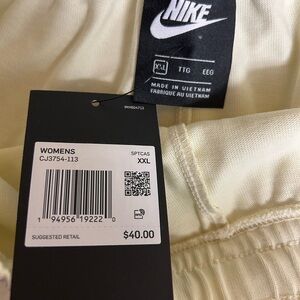 NIKE
XXL TTG EEG
MADE IN VIETNAM
FABRIQUÉ AU VIETNAM
WOMENS
CJ3754-113
SPTCAS
XXL
1 94956 19222 0
SUGGESTED RETAIL
$40.00